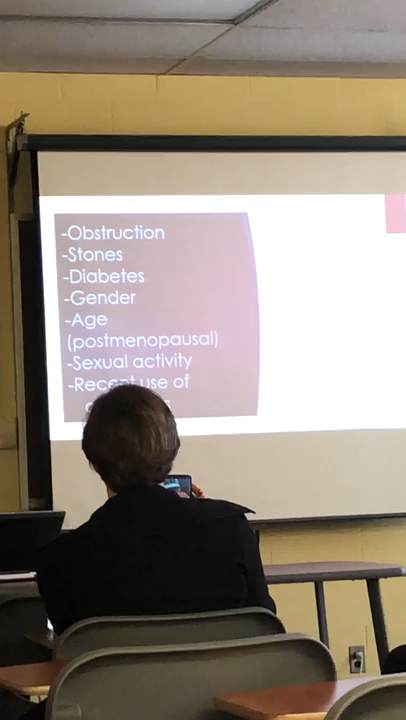 -Obstruction
-Stones
-Diabetes
-Gender
-Age
(postmenopausal)
-Sexual activity
-Recent use of